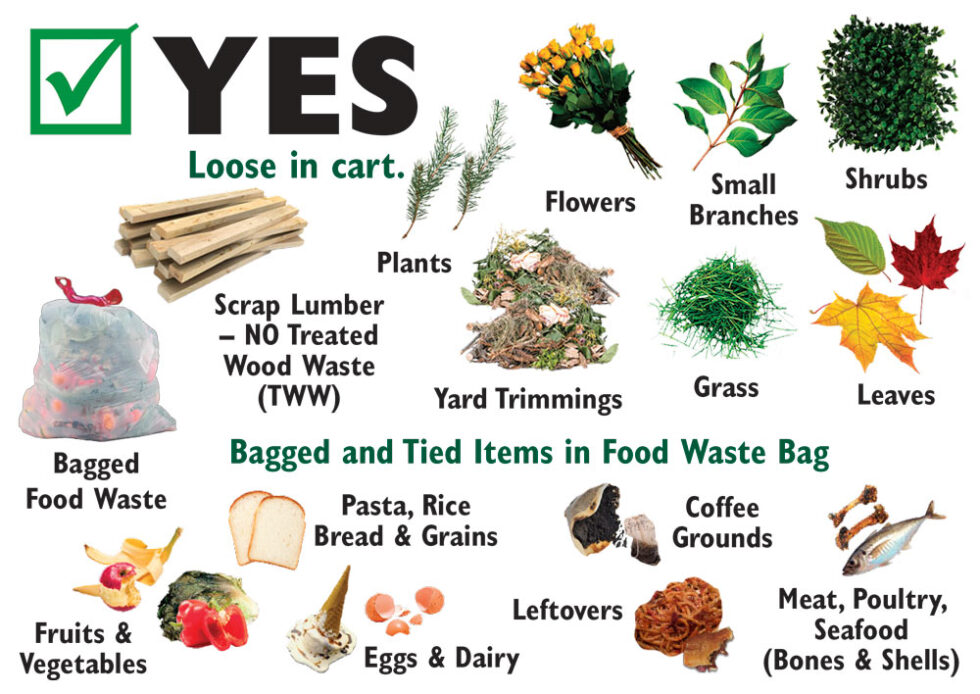 YES
Loose in cart.
Flowers
Small
Branches
Shrubs
Plants
Scrap Lumber
– NO Treated
Wood Waste
(TWW)
Yard Trimmings
Grass
Leaves
Bagged
Food Waste
Bagged and Tied Items in Food Waste Bag
Pasta, Rice
Bread & Grains
Coffee
Grounds
Fruits &
Vegetables
Eggs & Dairy
Leftovers
Meat, Poultry,
Seafood
(Bones & Shells)